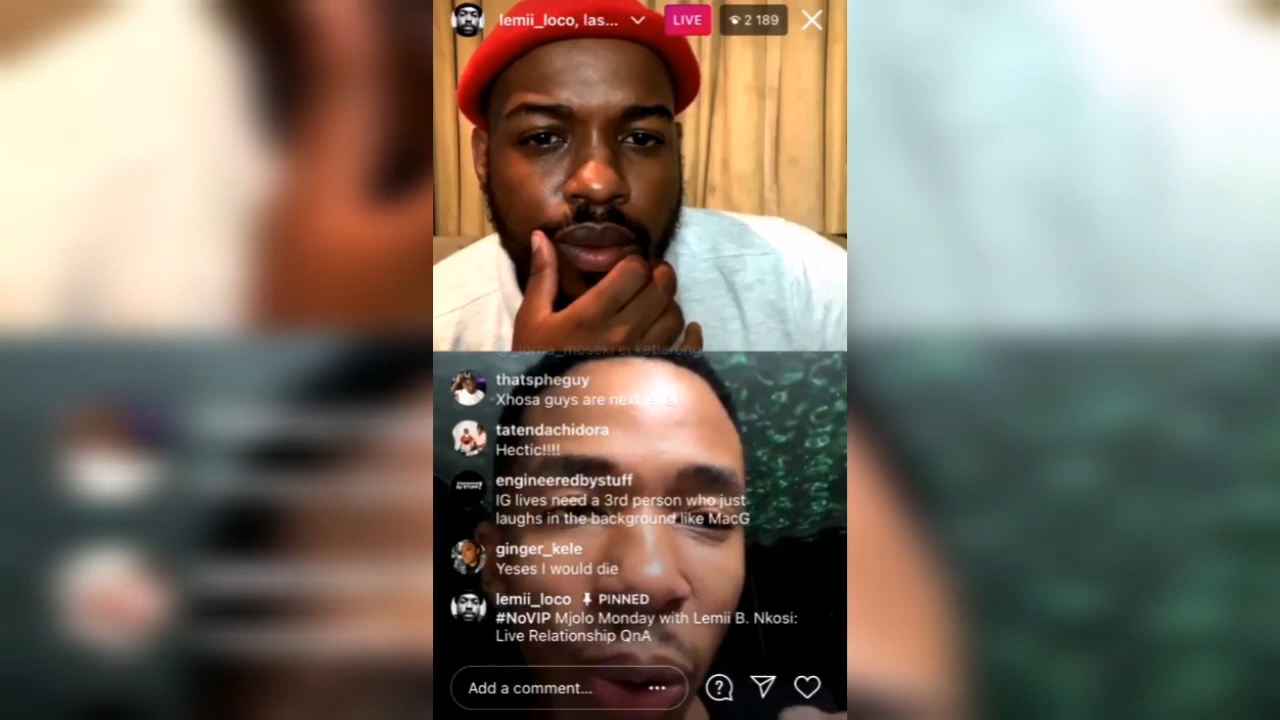 lemii_loco, las...
LIVE
2 189
thatspheguy
Xhosa guys are next level
tatendachidora
Hectic!!!!
engineeredbystuff
IG lives need a 3rd person who just
laughs in the background like MacG
ginger_kele
Yeses I would die
lemii_loco PINNED
#NoVIP Mjolo Monday with Lemii B. Nkosi:
Live Relationship QnA
Add a comment...